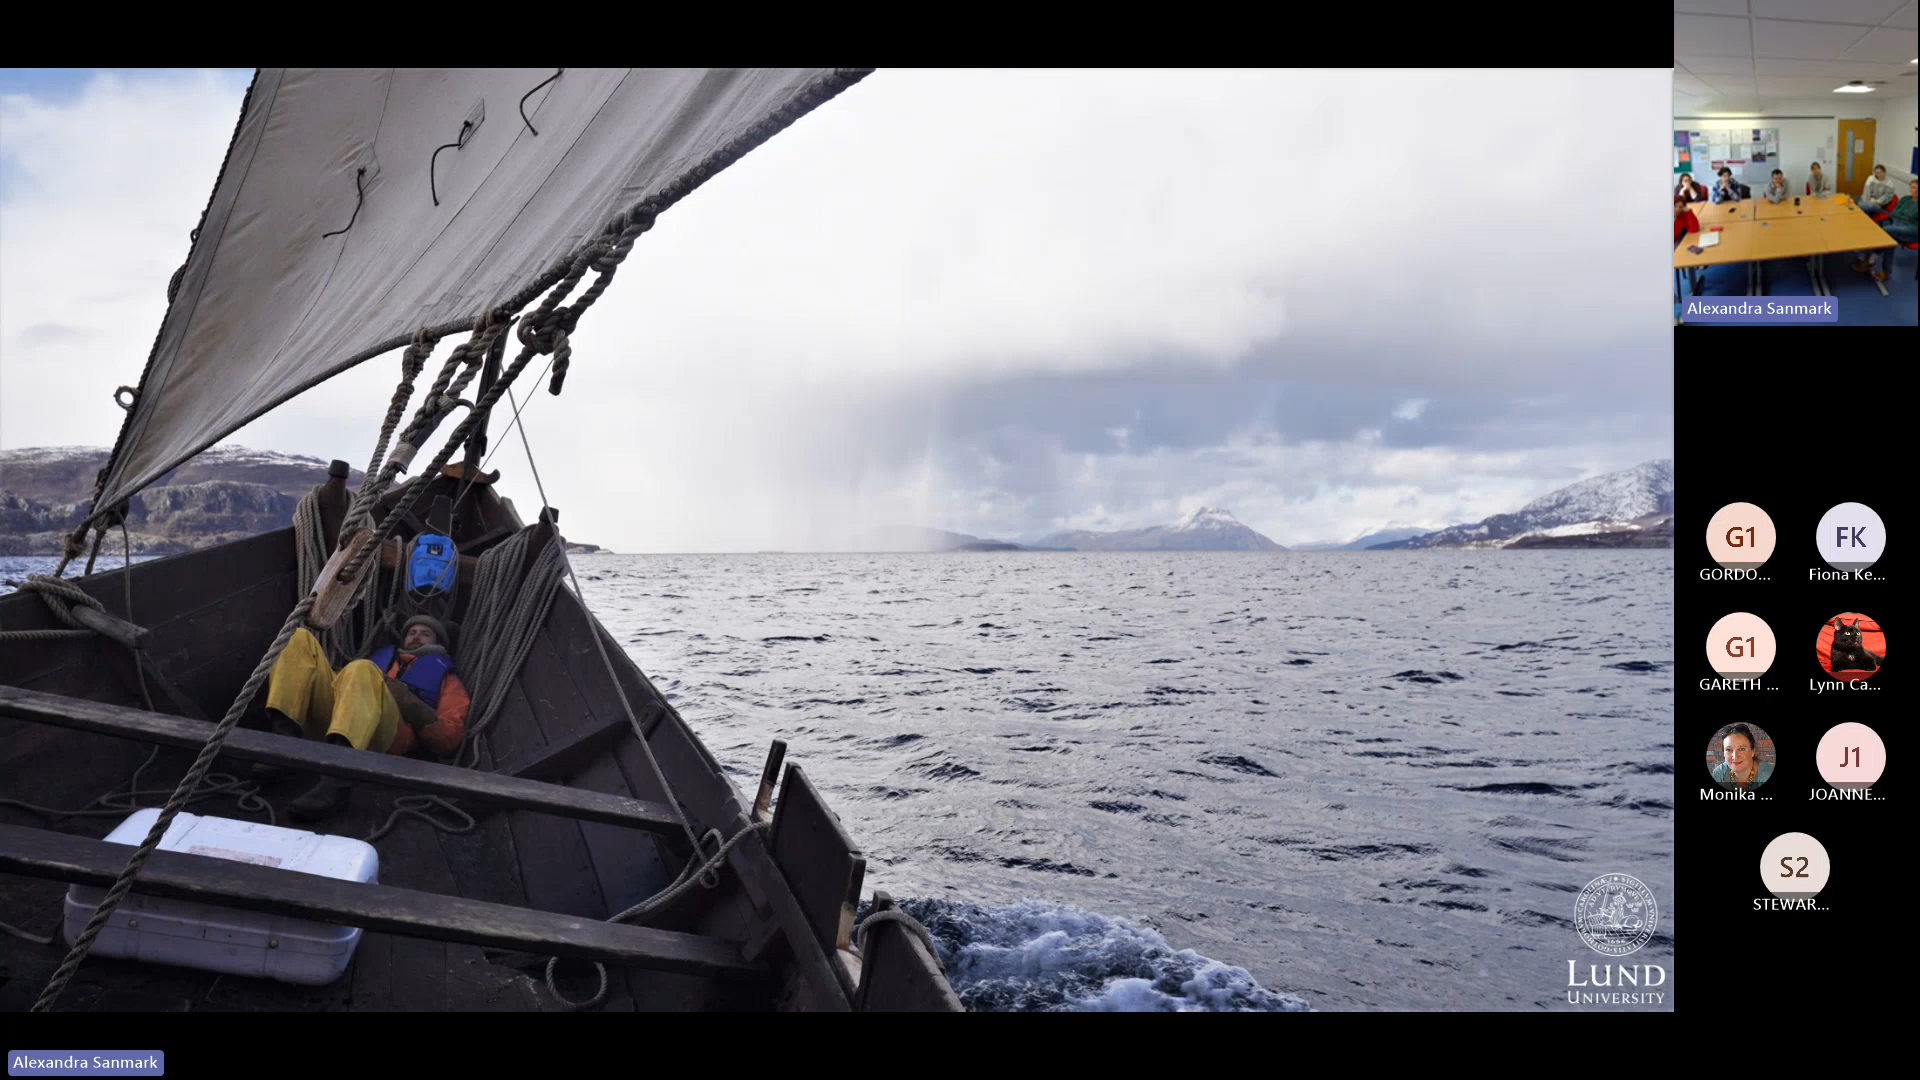 Alexandra Sanmark
G1
GORDO...
FK
Fiona Ke...
G1
GARETH ...
Lynn Ca...
Monika ...
J1
JOANNE...
S2
STEWAR...
LUND
UNIVERSITY
Alexandra Sanmark